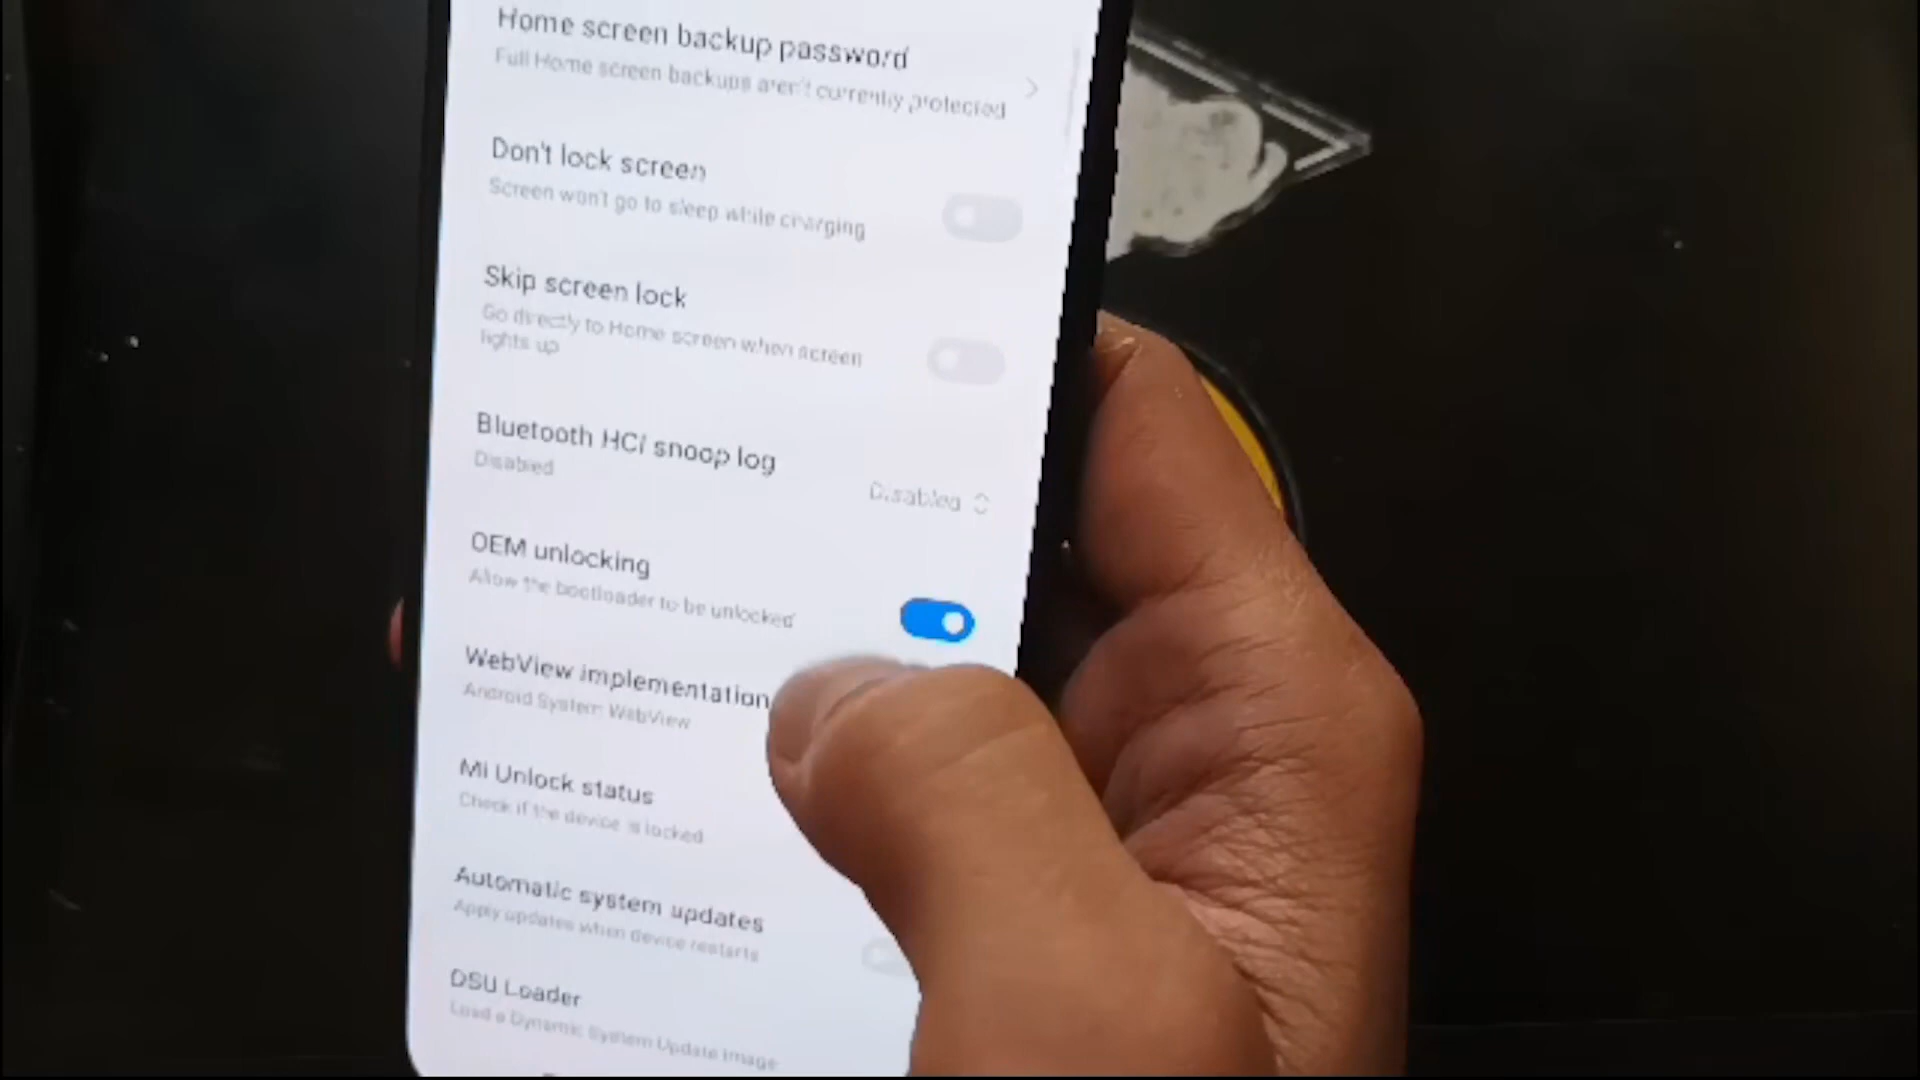 Home screen backup password
Full Home screen backups aren't currently protected
Don't lock screen
Screen won't go to sleep while charging
Skip screen lock
Go directly to Home screen when screen
lights up
Bluetooth HCI snoop log
Disabled
Disabled
OEM unlocking
Allow the bootloader to be unlocked
WebView implementation
Android System WebView
Mi Unlock status
Check if the device is locked
Automatic system updates
Apply updates when device restarts
DSU Loader
Load a Dynamic System Update Image